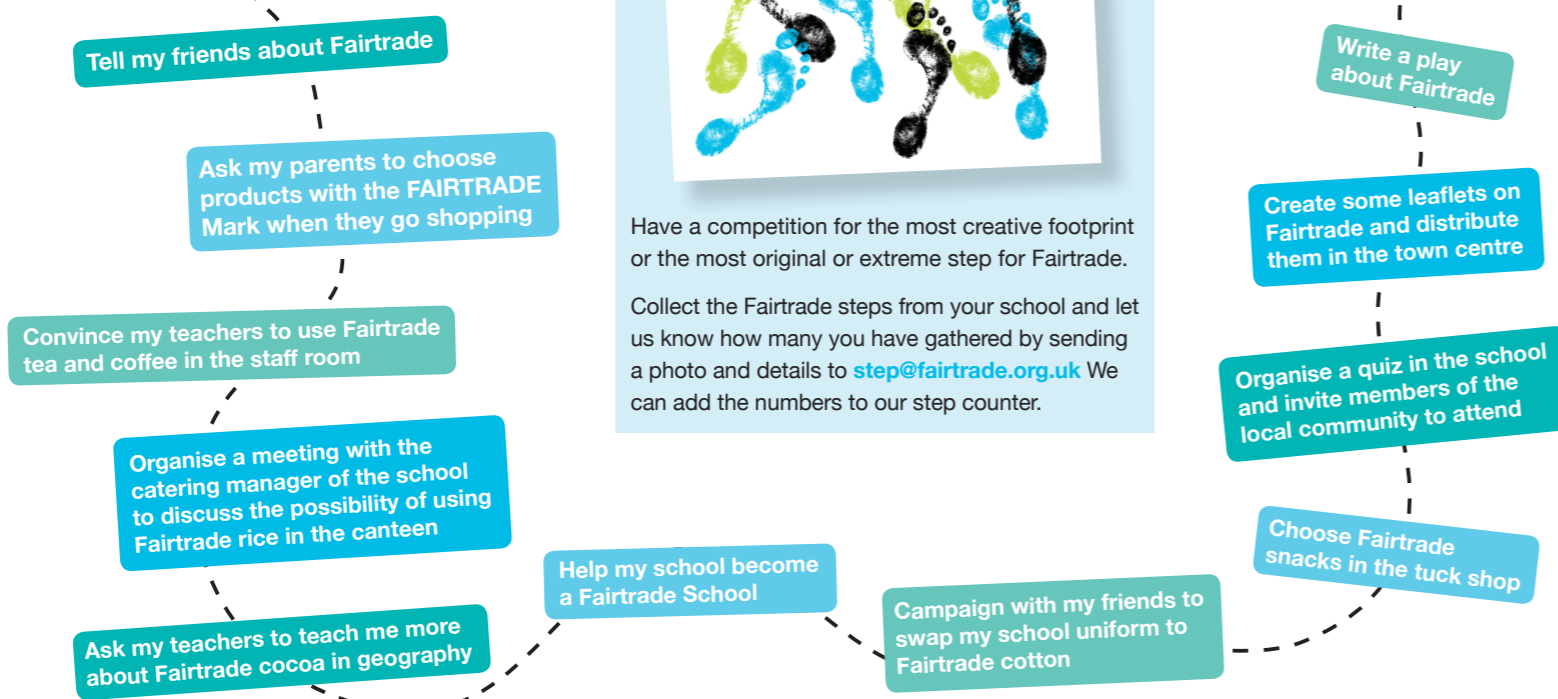 Tell my friends about Fairtrade
Ask my parents to choose
products with the FAIRTRADE
Mark when they go shopping
Convince my teachers to use Fairtrade
tea and coffee in the staff room
Organise a meeting with the
catering manager of the school
to discuss the possibility of using
Fairtrade rice in the canteen
Ask my teachers to teach me more
about Fairtrade cocoa in geography
Help my school become
a Fairtrade School
Have a competition for the most creative footprint
or the most original or extreme step for Fairtrade.
Collect the Fairtrade steps from your school and let
us know how many you have gathered by sending
a photo and details to step@fairtrade.org.uk We
can add the numbers to our step counter.
Campaign with my friends to
swap my school uniform to
Fairtrade cotton
Write a play
about Fairtrade
Create some leaflets on
Fairtrade and distribute
them in the town centre
Organise a quiz in the school
and invite members of the
local community to attend
Choose Fairtrade
snacks in the tuck shop